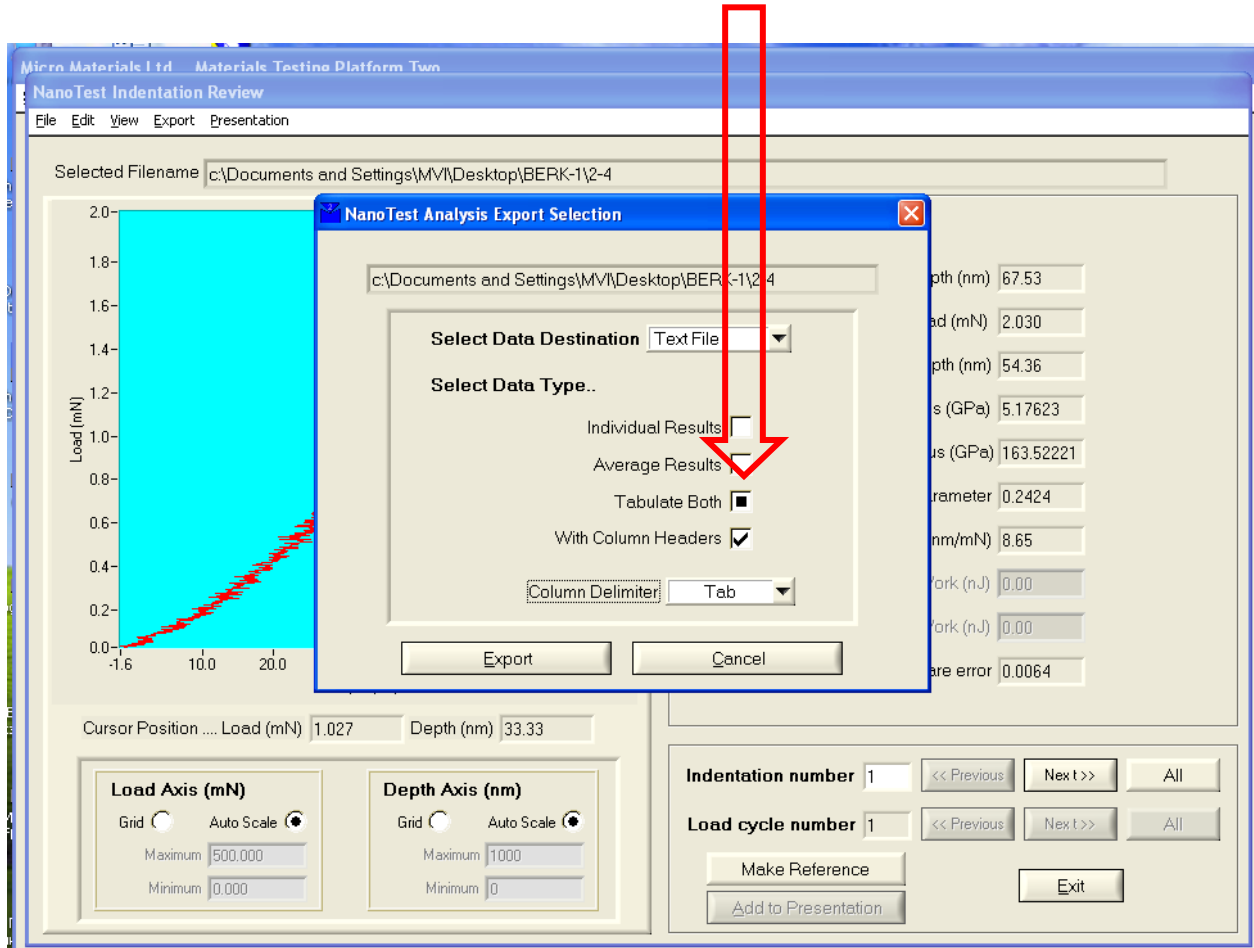 Micro Materials Ltd Materials Testing Platform Two
NanoTest Indentation Review
File Edit View Export Presentation
Selected Filename c:\Documents and Settings\MVI\Desktop\BERK-1\2-4
NanoTest Analysis Export Selection
c:\Documents and Settings\MVI\Desktop\BERK-1\2-4
Select Data Destination Text File
Select Data Type..
Individual Results
Average Results
Tabulate Both
With Column Headers
Column Delimiter Tab
Export Cancel
2.0
1.8
1.6
1.4
1.2
1.0
0.8
0.6
0.4
0.2
0.0
Load (mN)
-1.6 10.0 20.0
pth (nm) 67.53
ad (mN) 2.030
pth (nm) 54.36
s (GPa) 5.17623
us (GPa) 163.52221
rameter 0.2424
nm/mN) 8.65
ork (nJ) 0.00
ork (nJ) 0.00
are error 0.0064
Cursor Position .... Load (mN) 1.027 Depth (nm) 33.33
Load Axis (mN)
Grid Auto Scale
Maximum 500.000
Minimum 0.000
Depth Axis (nm)
Grid Auto Scale
Maximum 1000
Minimum 0
Indentation number 1 << Previous Next>> All
Load cycle number 1 << Previous Next>> All
Make Reference
Add to Presentation
Exit